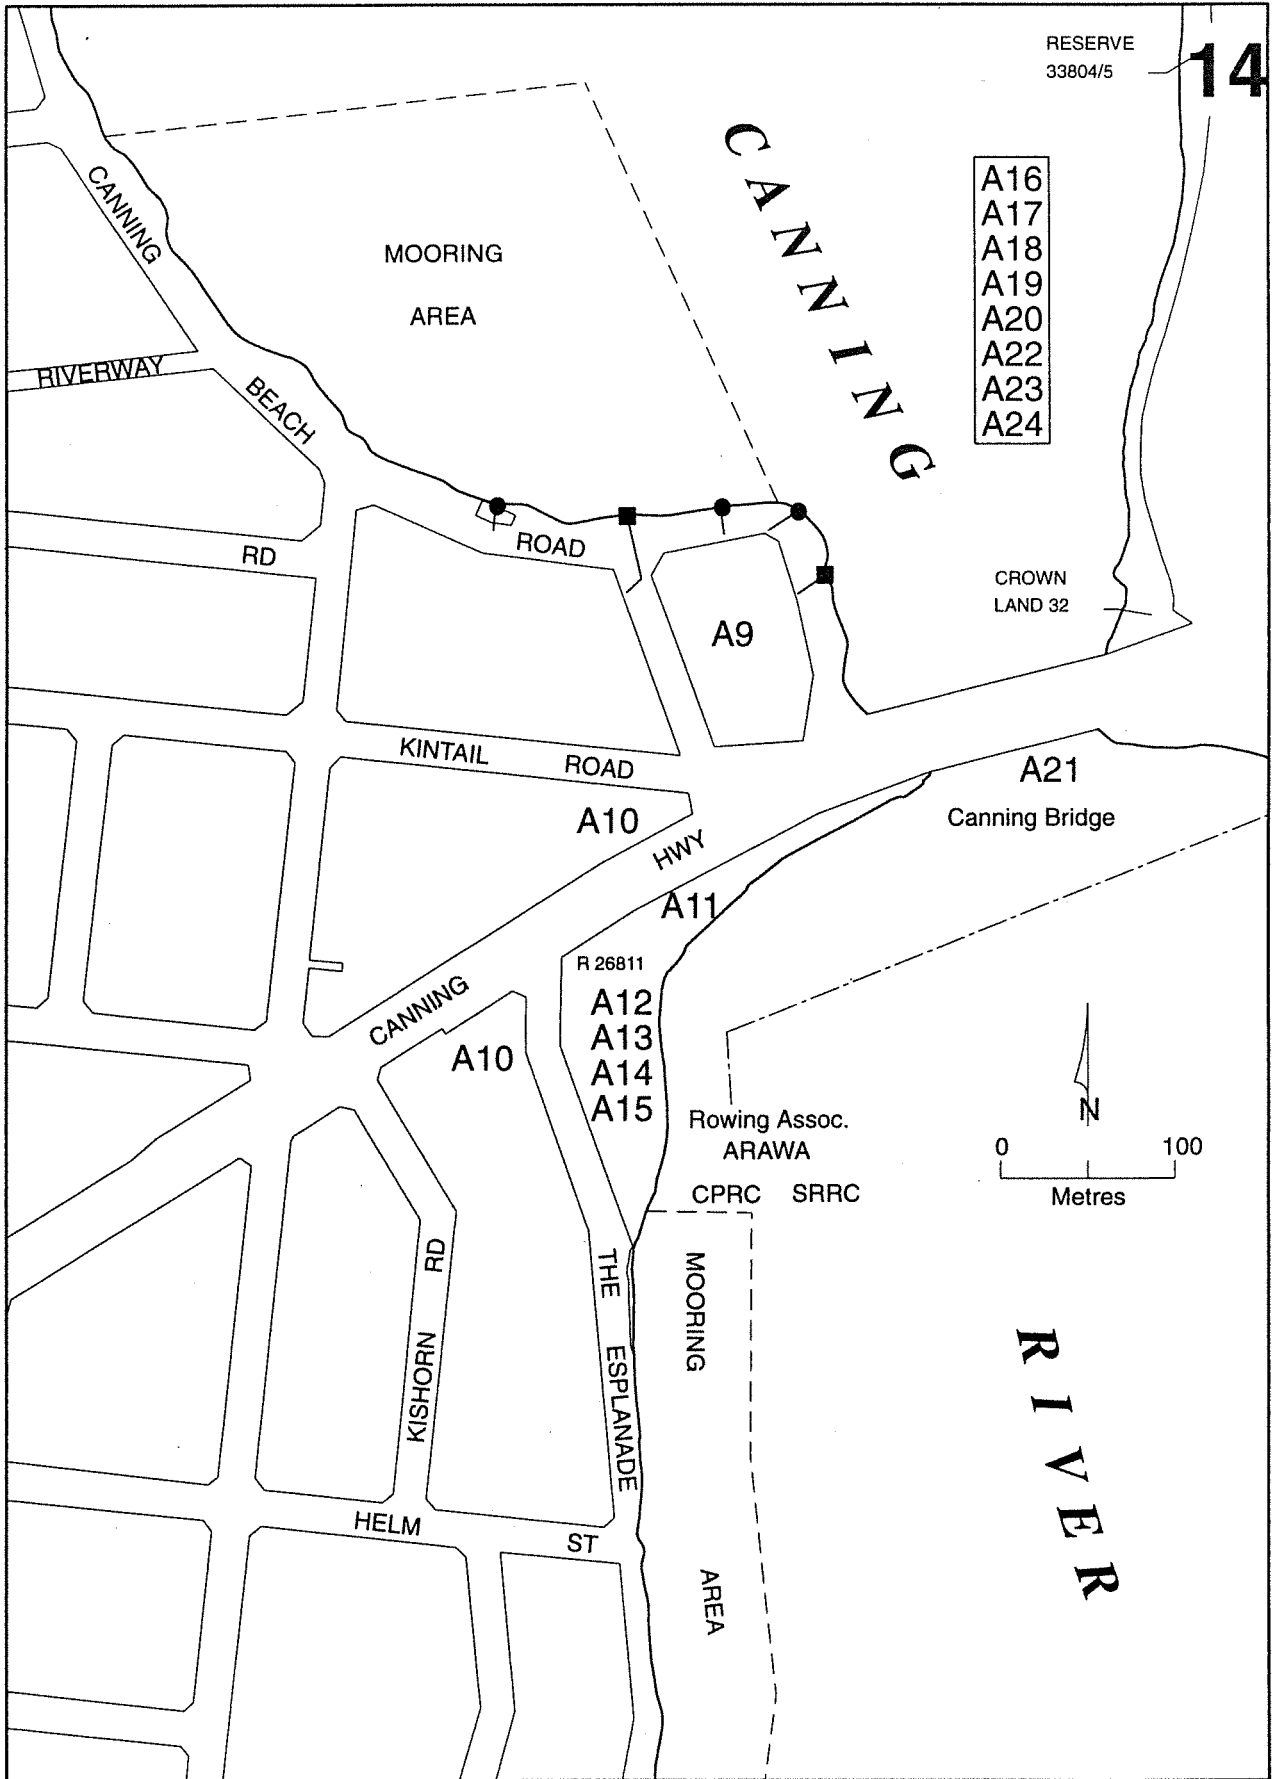 RESERVE
33804/5
14
CANNING
A16
A17
A18
A19
A20
A22
A23
A24
CANNING
MOORING
AREA
RIVERWAY
BEACH
ROAD
RD
CROWN
LAND 32
A9
KINTAIL ROAD
A21
Canning Bridge
A10
HWY
A11
R 26811
CANNING
A12
A13
A14
A15
A10
Rowing Assoc.
ARAWA
CPRC SRRC
N
0 100
Metres
THE ESPLANADE
MOORING
AREA
KISHORN RD
RIVER
HELM ST